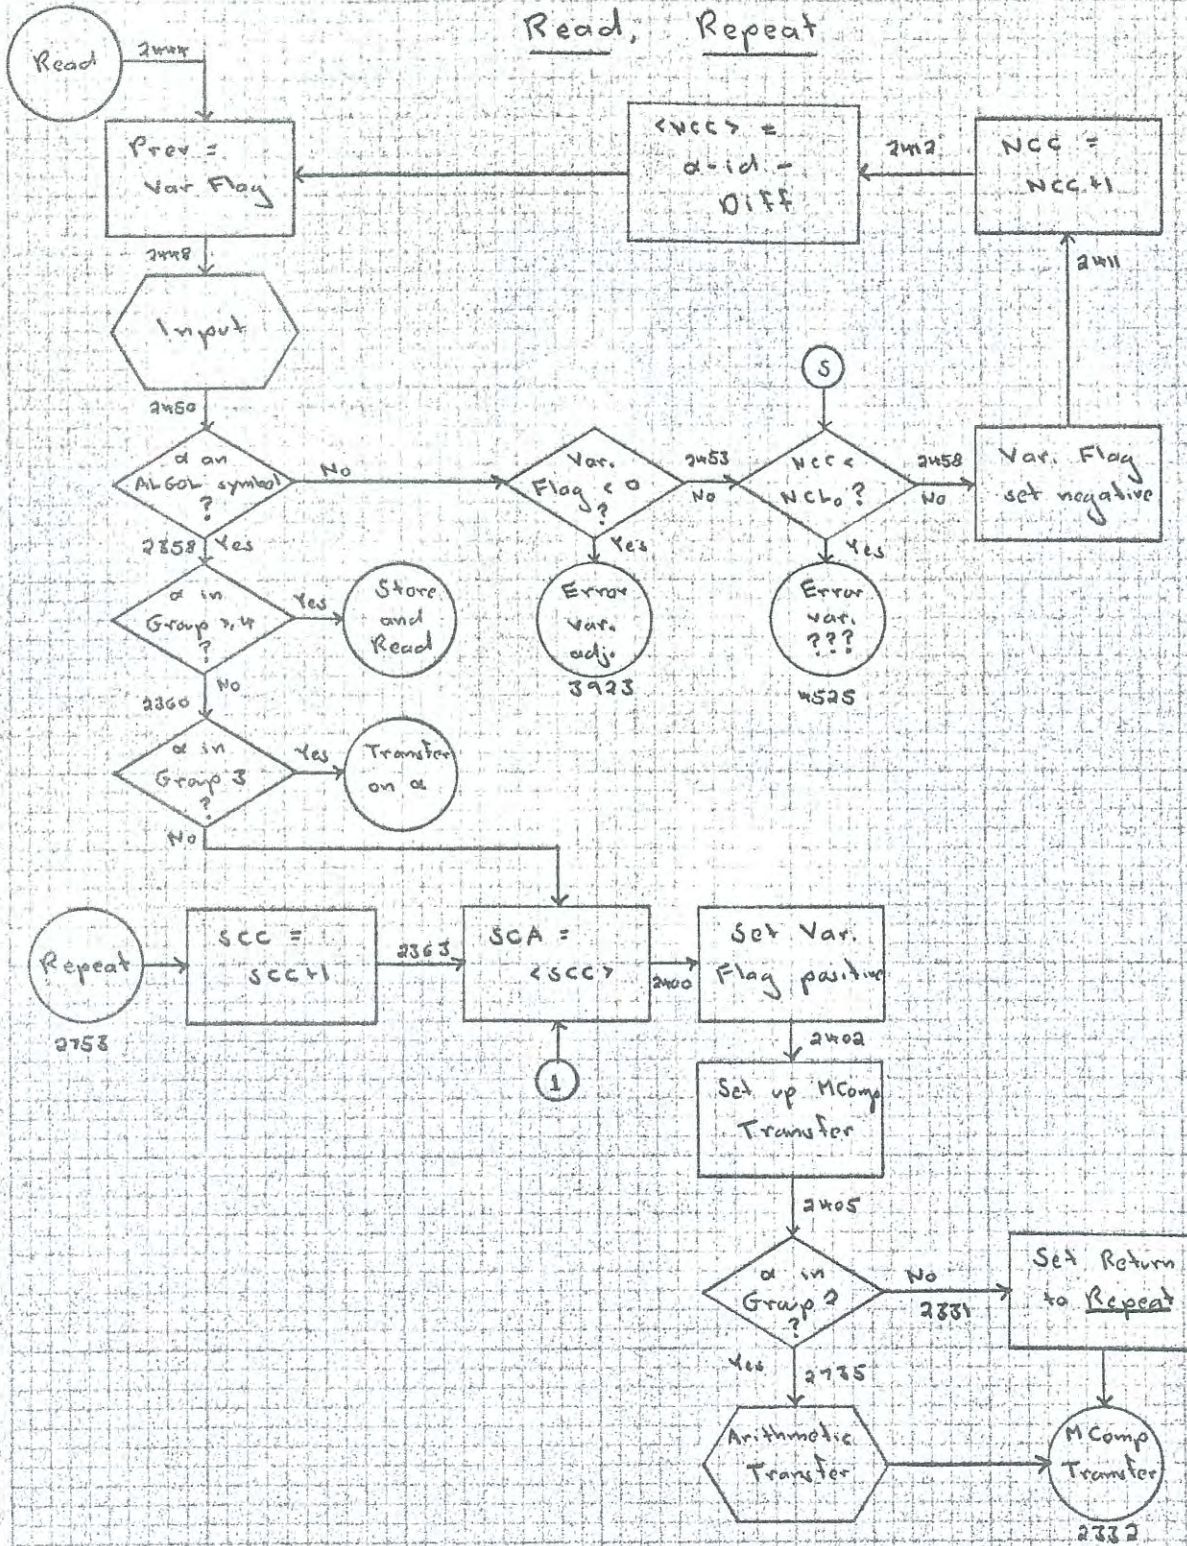 Read, Repeat
Read
2444
Prev =
Var Flag
<NCC> =
α-id.-
Diff
2412
NCC =
NCC+1
2448
2411
Input
2450
S
α an
ALGOL symbol
?
No
Var.
Flag < 0
?
2453
No
NCC <
NCL₀?
2458
No
Var. Flag
set negative
2358 Yes
Yes
Yes
α in
Group ≥ 4
?
Yes
Store
and
Read
Error
var.
adj.
3923
Error
var.
???
4525
No
2360
α in
Group 3
?
Yes
Transfer
on α
No
Repeat
2753
SCC =
SCC+1
2363
SCA =
<SCC>
2400
Set Var.
Flag positive
1
2402
Set up MComp
Transfer
2405
α in
Group 2
?
No
2331
Set Return
to Repeat
Yes 2735
Arithmetic
Transfer
MComp
Transfer
2332